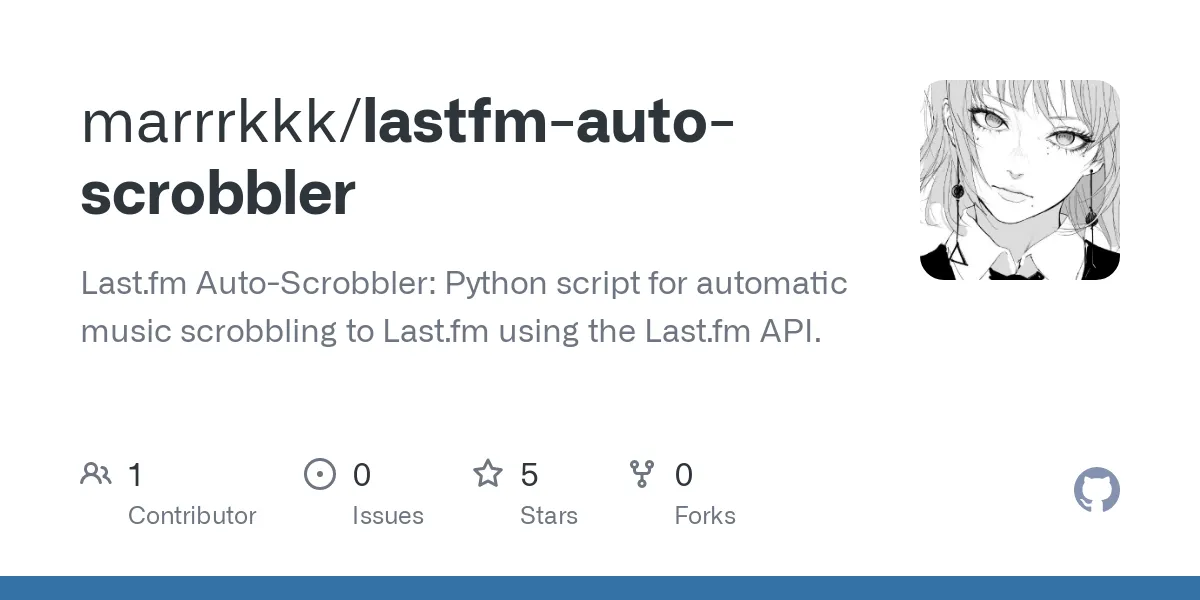 marrrkkk/lastfm-auto-
scrobbler
Last.fm Auto-Scrobbler: Python script for automatic
music scrobbling to Last.fm using the Last.fm API.
1
Contributor
0
Issues
5
Stars
0
Forks